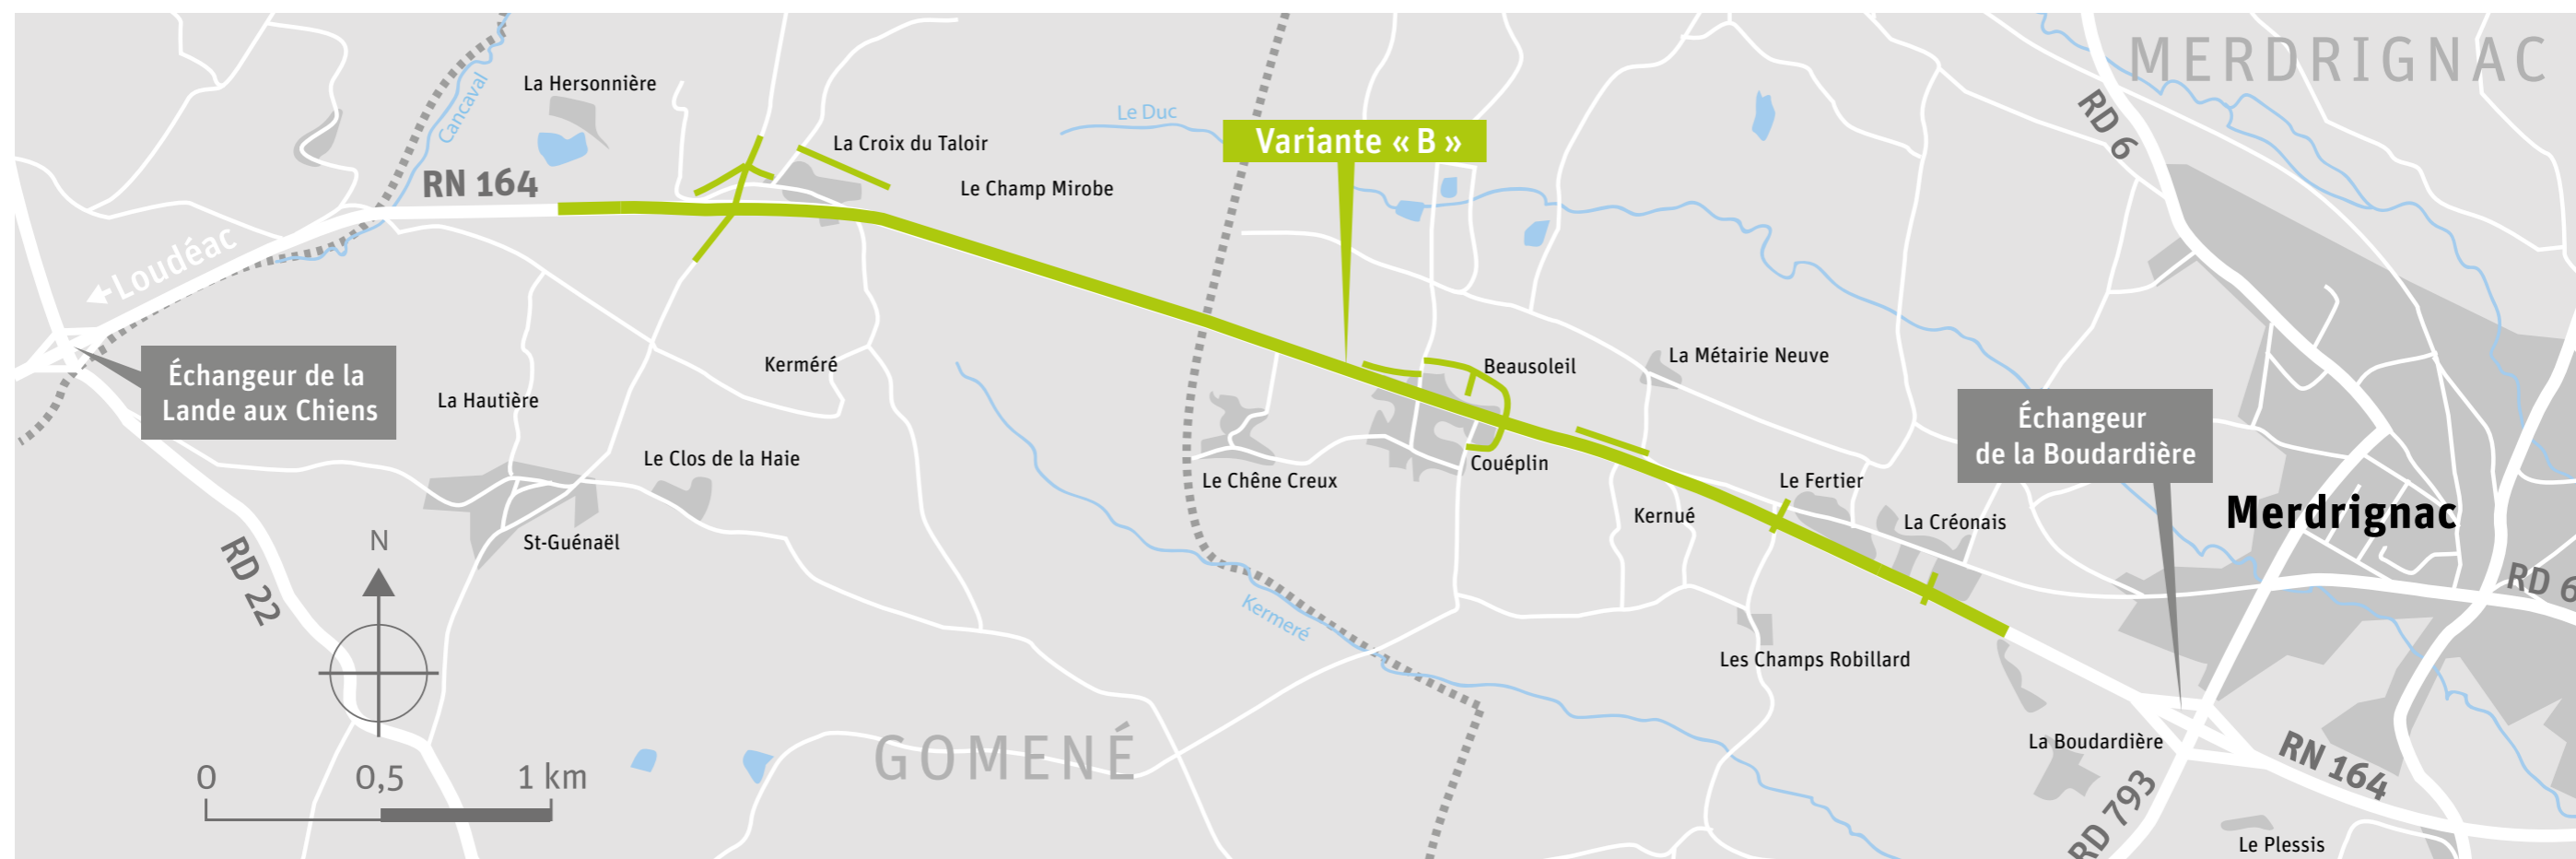 MERDRIGNAC
La Hersonnière
Cancaval
Le Duc
RD 6
La Croix du Taloir
Variante « B »
RN 164
Le Champ Mirobe
Loudéac
Échangeur de la
Lande aux Chiens
Kerméré
Beausoleil
La Métairie Neuve
La Hautière
Échangeur
de la Boudardière
Le Clos de la Haie
Couéplin
Le Chêne Creux
Le Fertier
Merdrignac
Kernué
La Créonais
St-Guénaël
N
RD 22
RD 6
Kermeré
Les Champs Robillard
GOMENÉ
La Boudardière
RN 164
0 0,5 1 km
RD 793
Le Plessis